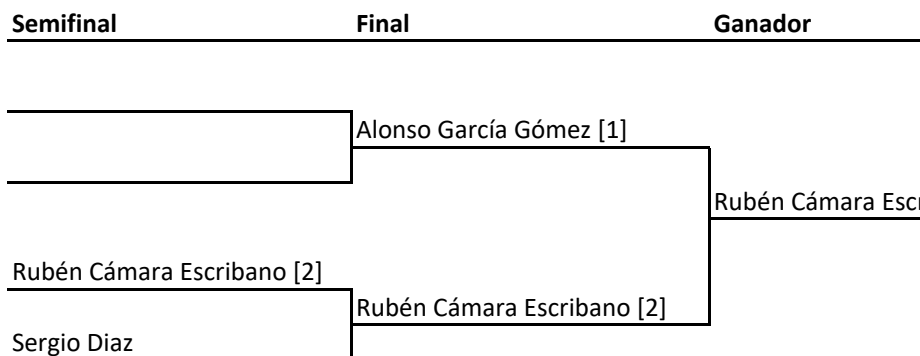 Semifinal Final Ganador
Alonso García Gómez [1]
Rubén Cámara
Rubén Cámara Escribano [2]
Rubén Cámara Escribano [2]
Sergio Diaz